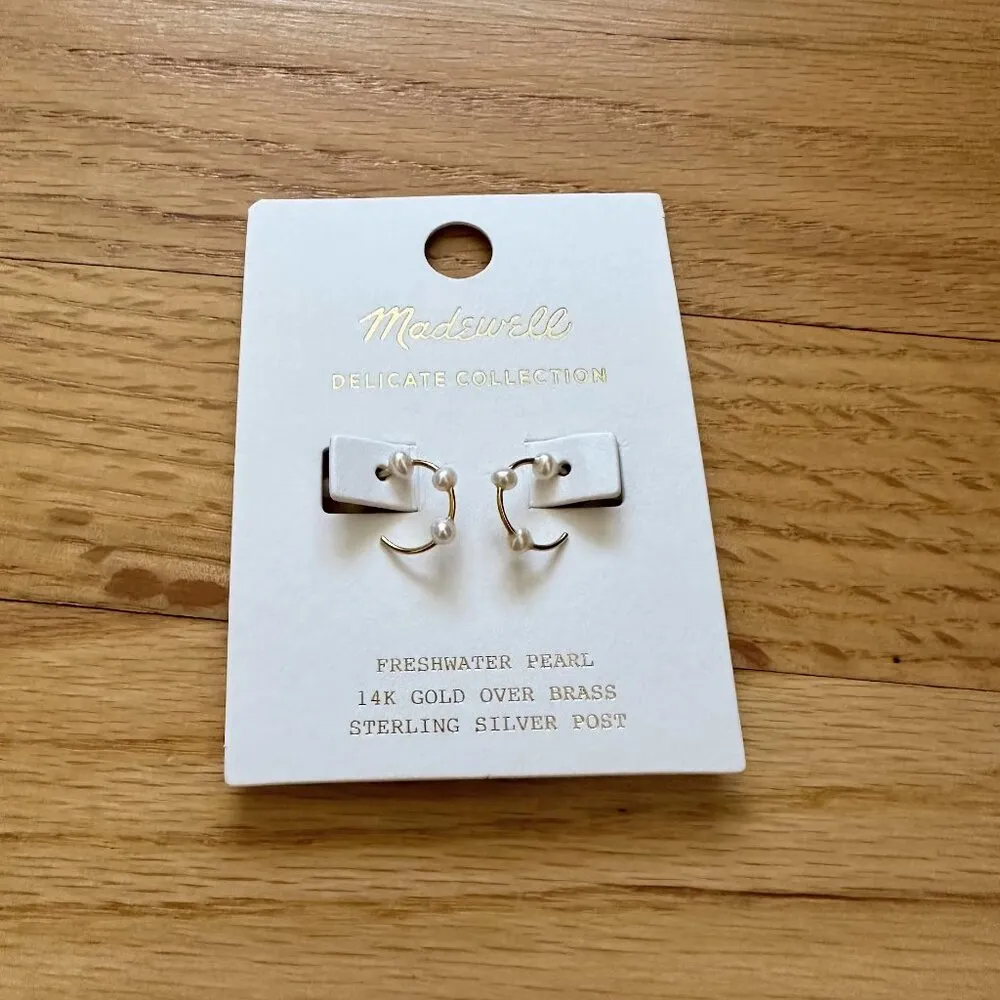 Madewell
DELICATE COLLECTION
FRESHWATER PEARL
14K GOLD OVER BRASS
STERLING SILVER POST